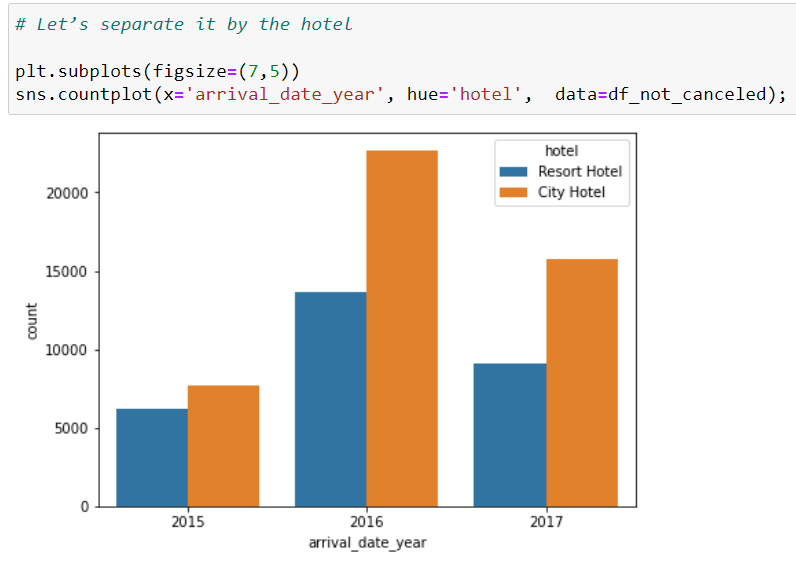 # Let’s separate it by the hotel
plt.subplots(figsize=(7,5))
sns.countplot(x='arrival_date_year', hue='hotel',  data=df_not_canceled);
hotel
Resort Hotel
City Hotel
20000
15000
10000
5000
0
count
2015 2016 2017
arrival_date_year